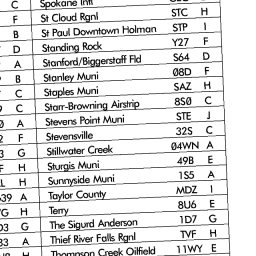 C Spokane Intl
F St Cloud Rgnl STC H
B St Paul Downtown Holman STP I
D Standing Rock Y27 F
A Stanford/Biggerstaff Fld S64 D
B Stanley Muni 08D F
C Staples Muni SAZ H
C Starr-Browning Airstrip 8S0 C
A Stevens Point Muni STE J
F Stevensville 32S C
G Stillwater Creek 04WN A
H Sturgis Muni 49B E
H Sunnyside Muni 1S5 A
A Taylor County MDZ I
H Terry 8U6 E
G The Sigurd Anderson 1D7 G
A Thief River Falls Rgnl TVF H
H Thompson Creek Oilfield 11WY E